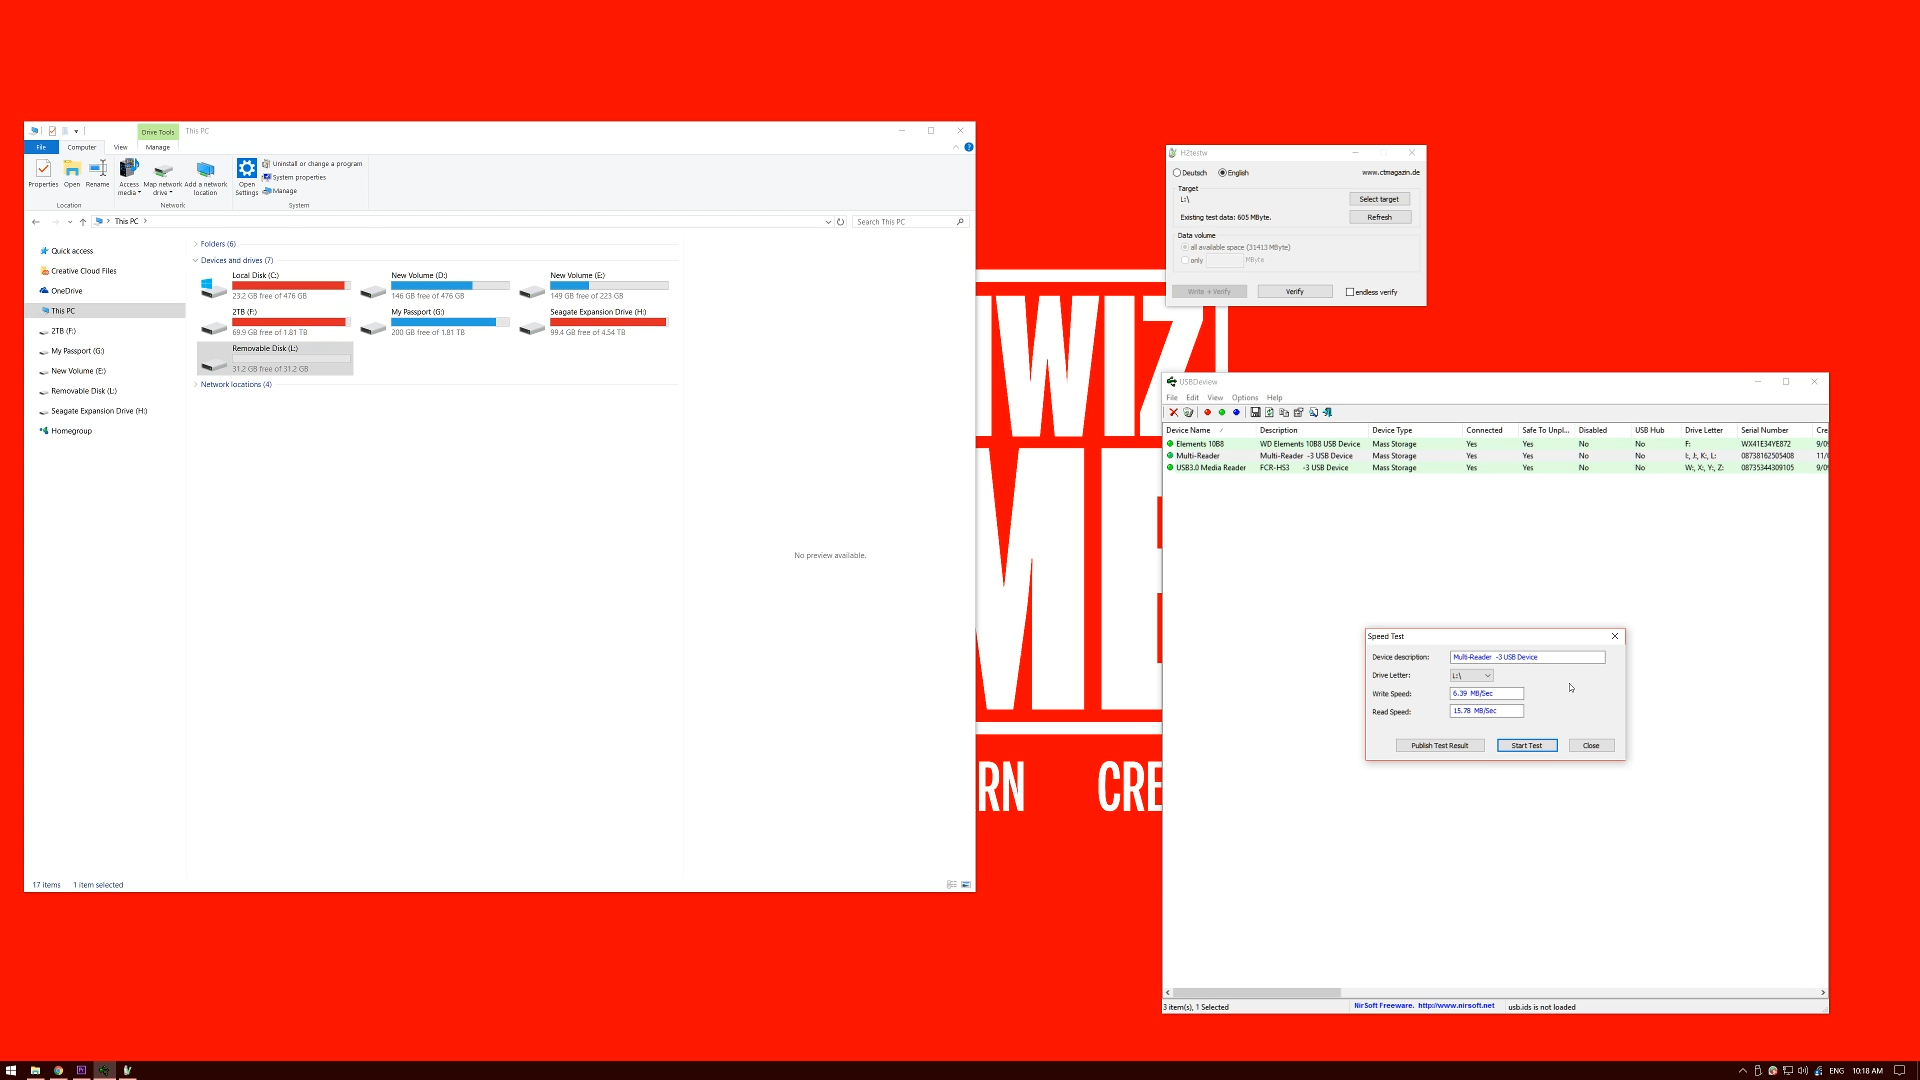 Drive Tools
This PC
File
Computer
View
Manage
Properties
Open
Rename
Access media
Map network drive
Add a network location
Open Settings
Uninstall or change a program
System properties
Manage
Location
Network
System
This PC
Search This PC
Quick access
Creative Cloud Files
OneDrive
This PC
2TB (F:)
My Passport (G:)
New Volume (E:)
Removable Disk (L:)
Seagate Expansion Drive (H:)
Homegroup
Folders (6)
Devices and drives (7)
Local Disk (C:)
23.2 GB free of 476 GB
New Volume (D:)
146 GB free of 476 GB
New Volume (E:)
149 GB free of 223 GB
2TB (F:)
69.9 GB free of 1.81 TB
My Passport (G:)
200 GB free of 1.81 TB
Seagate Expansion Drive (H:)
99.4 GB free of 4.54 TB
Removable Disk (L:)
31.2 GB free of 31.2 GB
Network locations (4)
No preview available.
17 items 1 item selected
H2testw
Deutsch English www.ctmagazin.de
Target
L:\
Select target
Existing test data: 605 MByte.
Refresh
Data volume
all available space (31413 MByte)
only MByte
Write + Verify Verify endless verify
WIZ
ME
RN CRE
USBDeview
File Edit View Options Help
Device Name Description Device Type Connected Safe To Unpl... Disabled USB Hub Drive Letter Serial Number Cre
Elements 10B8 WD Elements 10B8 USB Device Mass Storage Yes Yes No No F: WX41E34YE872 9/09
Multi-Reader Multi-Reader -3 USB Device Mass Storage Yes Yes No No I:, J:, K:, L: 08738162505408 11/0
USB3.0 Media Reader FCR-HS3 -3 USB Device Mass Storage Yes Yes No No W:, X:, Y:, Z: 08735344309105 9/09
Speed Test
Device description: Multi-Reader -3 USB Device
Drive Letter: L:\
Write Speed: 6.39 MB/Sec
Read Speed: 15.78 MB/Sec
Publish Test Result Start Test Close
3 item(s), 1 Selected NirSoft Freeware. http://www.nirsoft.net usb.ids is not loaded
ENG 10:18 AM